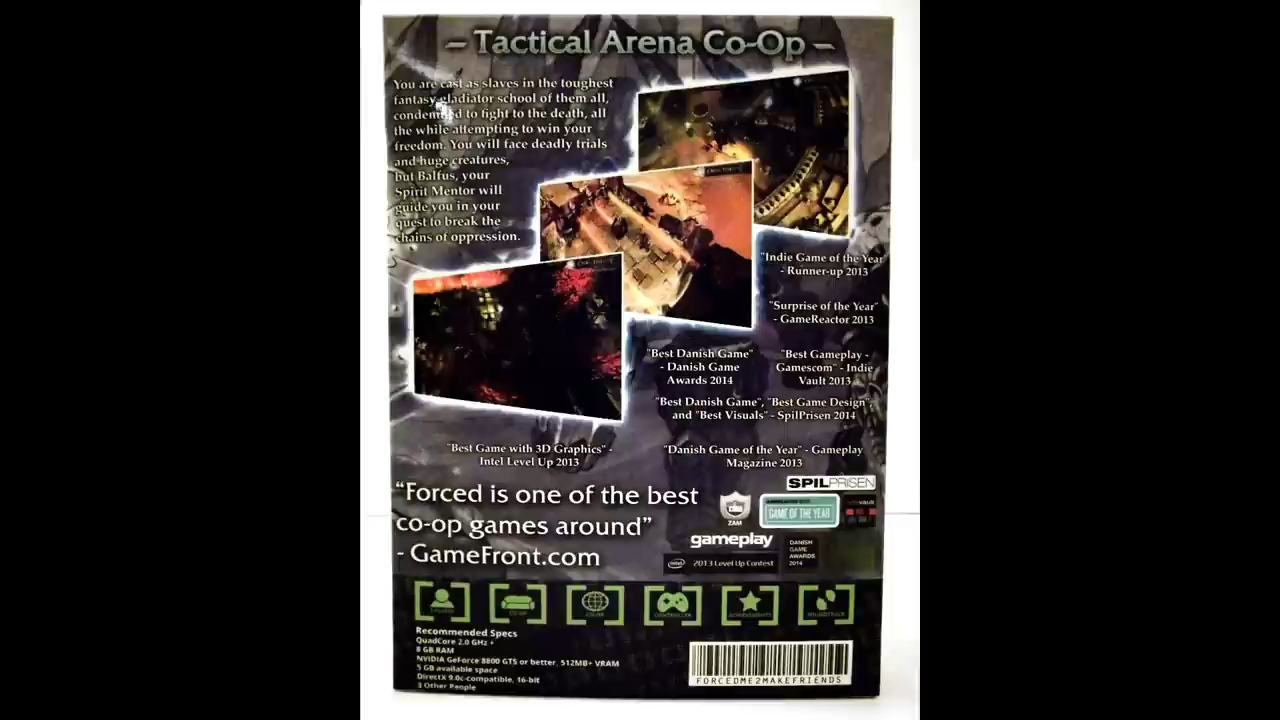 – Tactical Arena Co-Op –
You are cast as slaves in the toughest
fantasy gladiator school of them all,
condemned to fight to the death, all
the while attempting to win your
freedom. You will face deadly trials
and huge creatures,
but Balfus, your
Spirit Mentor will
guide you in your
quest to break the
chains of oppression.
"Indie Game of the Year
- Runner-up 2013
"Surprise of the Year"
- GameReactor 2013
"Best Danish Game"
- Danish Game
Awards 2014
"Best Gameplay -
Gamescom" - Indie
Vault 2013
"Best Danish Game", "Best Game Design",
and "Best Visuals" - SpilPrisen 2014
"Best Game with 3D Graphics" -
Intel Level Up 2013
"Danish Game of the Year" - Gameplay
Magazine 2013
“Forced is one of the best
co-op games around”
- GameFront.com
SPILPRISEN
ZAM
GAME OF THE YEAR
gameplay
DANISH
GAME
AWARDS
2014
intel 2013 Level Up Contest
Recommended Specs
QuadCore 2.0 GHz +
8 GB RAM
NVIDIA GeForce 8800 GTS or better, 512MB+ VRAM
5 GB available space
DirectX 9.0c-compatible, 16-bit
3 Other People
FORCEDME2MAKEFRIENDS